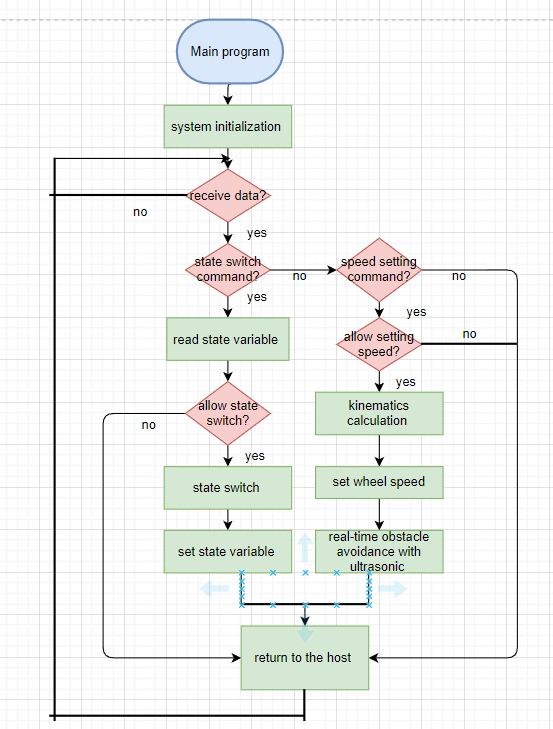 Main program
system initialization
receive data?
no
yes
state switch
command?
no
speed setting
command?
no
yes
yes
read state variable
allow setting
speed?
no
yes
allow state
switch?
no
kinematics
calculation
yes
state switch
set wheel speed
set state variable
real-time obstacle
avoidance with
ultrasonic
return to the host